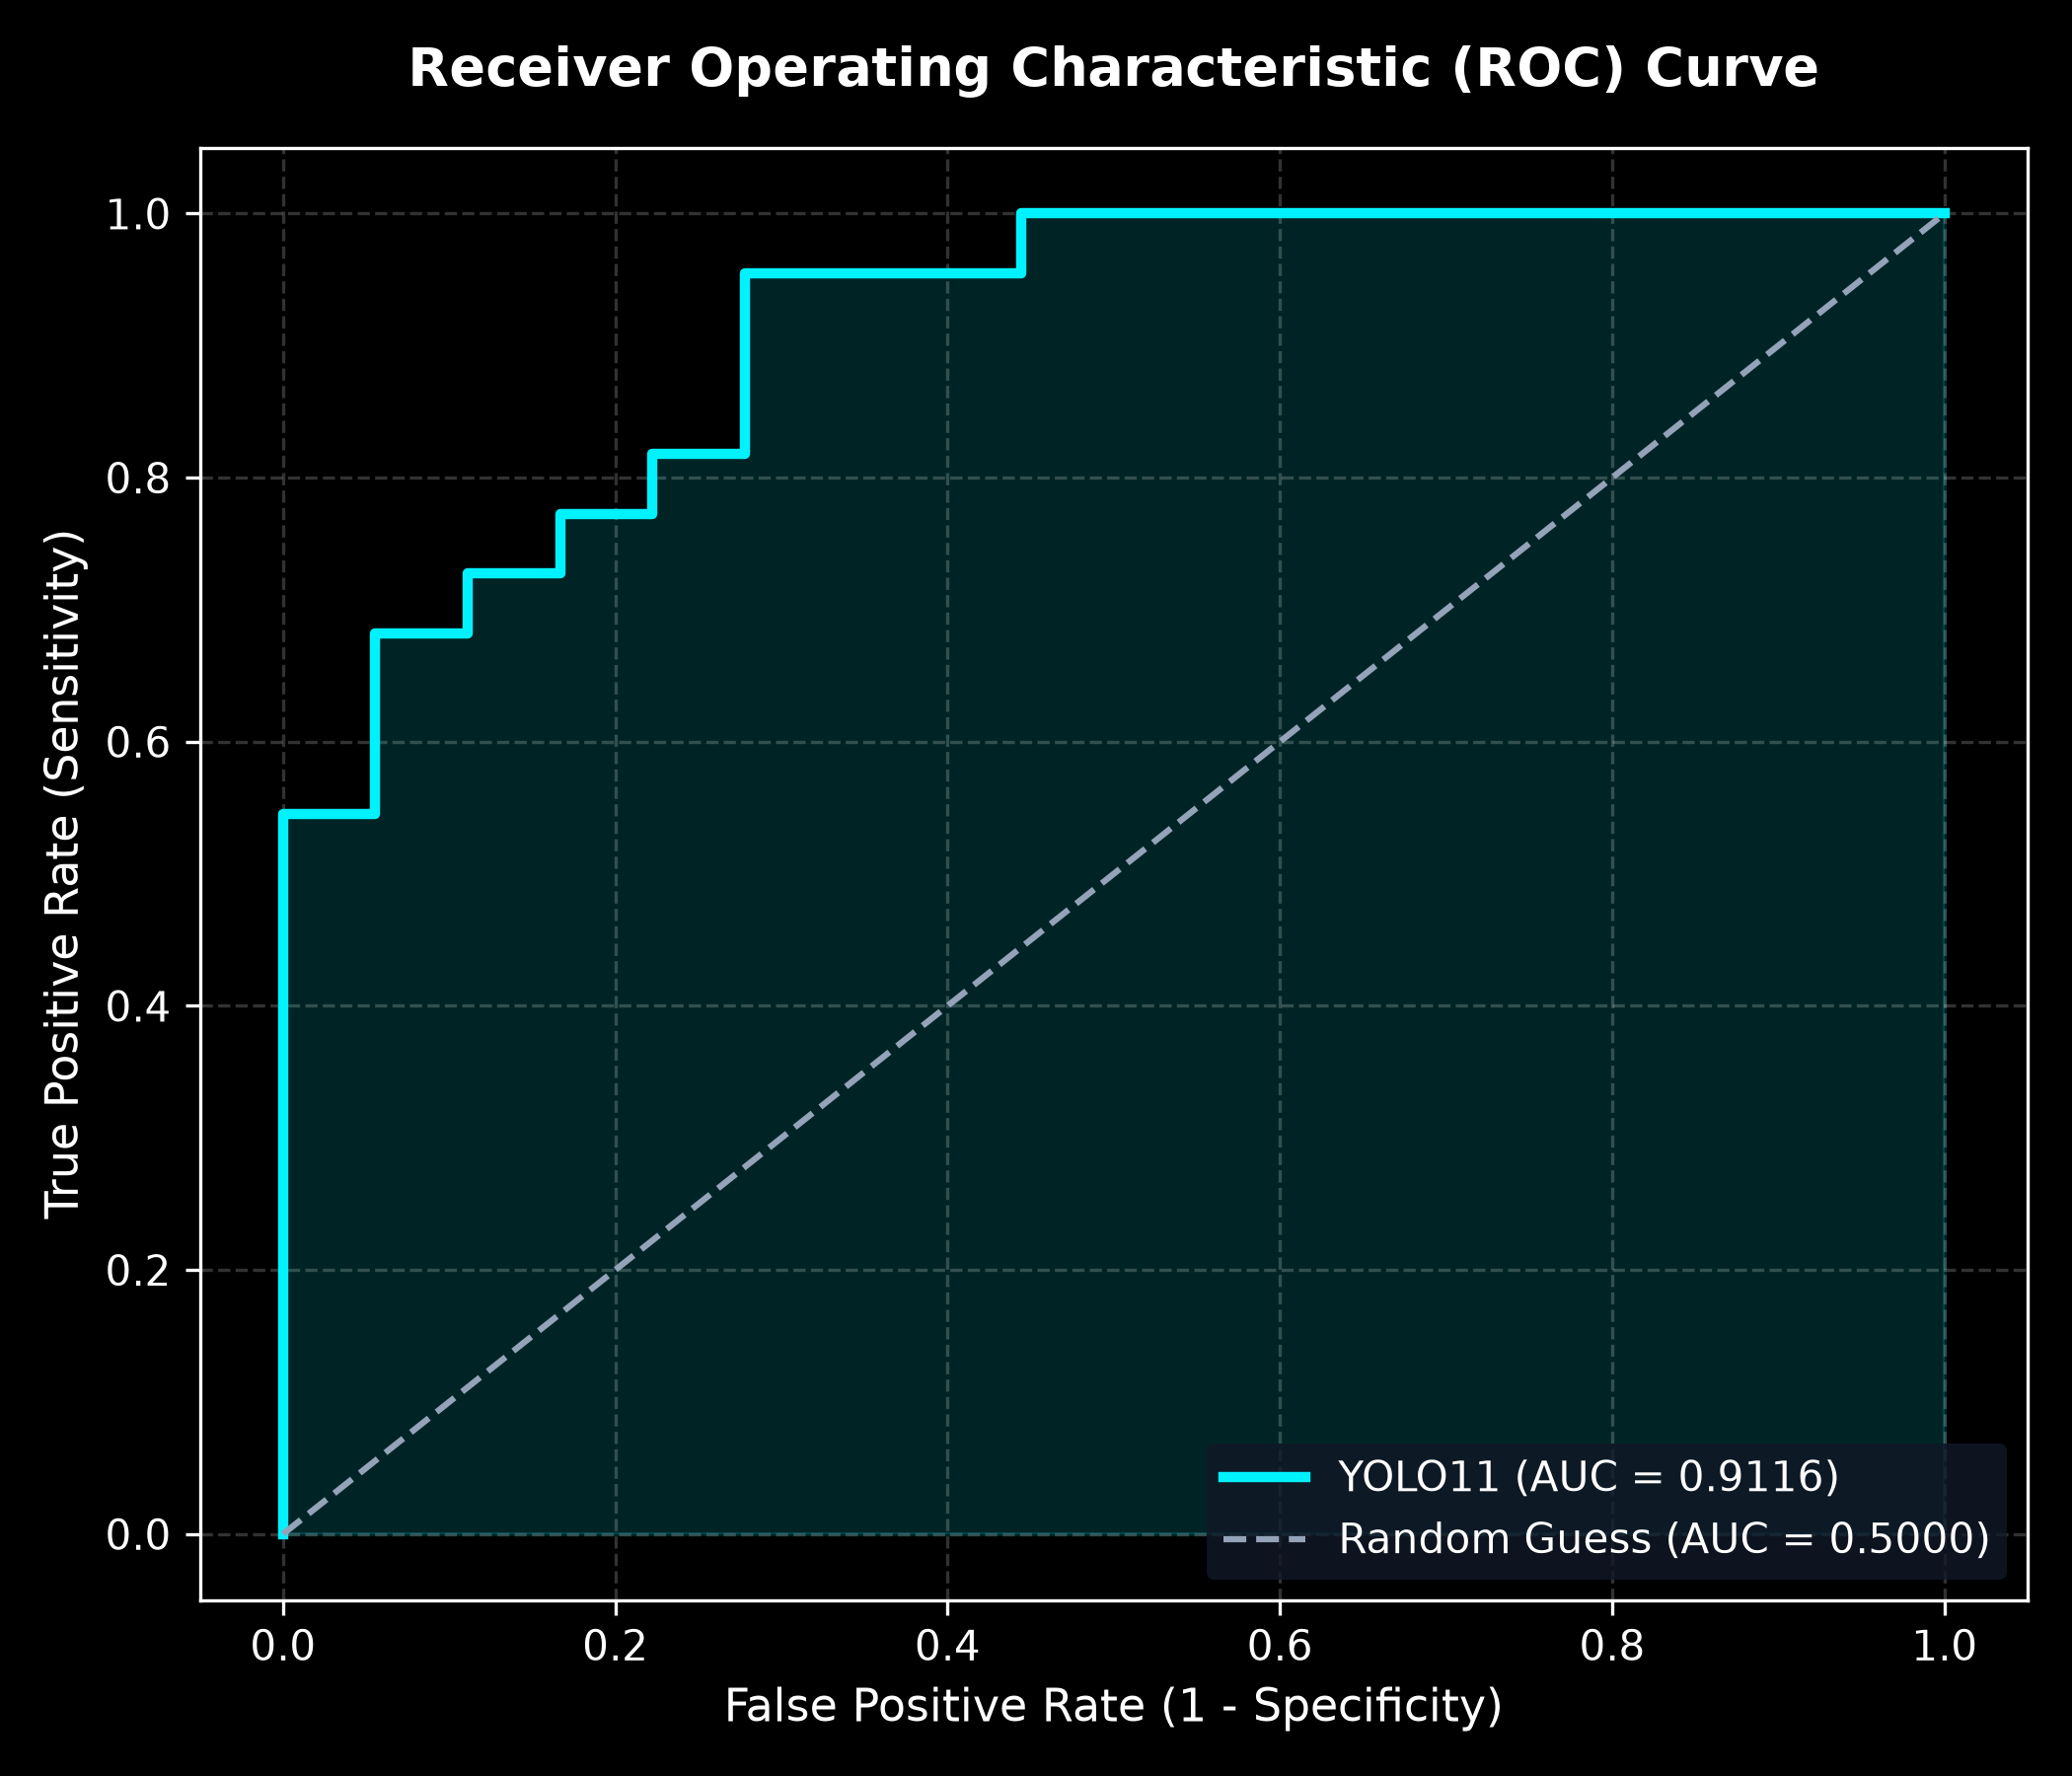 Receiver Operating Characteristic (ROC) Curve
1.0
0.8
0.6
0.4
0.2
0.0
True Positive Rate (Sensitivity)
YOLO11 (AUC = 0.9116)
Random Guess (AUC = 0.5000)
0.0 0.2 0.4 0.6 0.8 1.0
False Positive Rate (1 - Specificity)